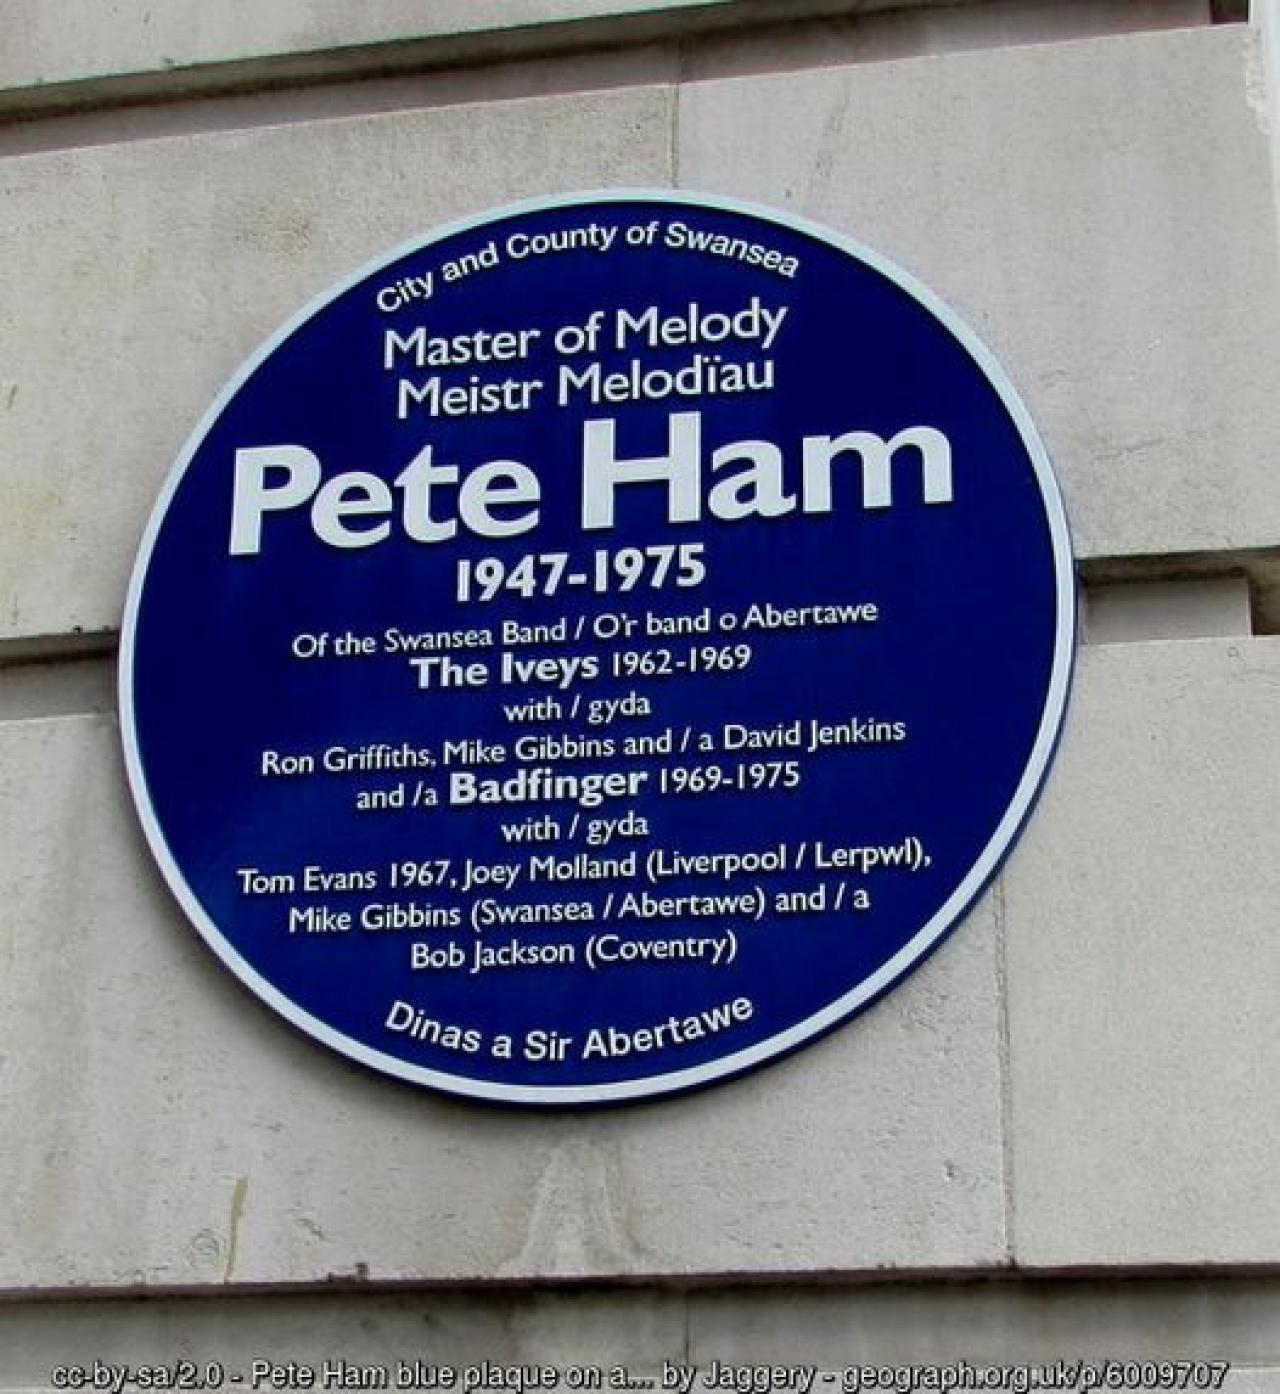 City and County of Swansea
Master of Melody
Meistr Melodïau
Pete Ham
1947-1975
Of the Swansea Band / O'r band o Abertawe
The Iveys 1962-1969
with / gyda
Ron Griffiths, Mike Gibbins and / a David Jenkins
and /a Badfinger 1969-1975
with / gyda
Tom Evans 1967, Joey Molland (Liverpool / Lerpwl),
Mike Gibbins (Swansea / Abertawe) and / a
Bob Jackson (Coventry)
Dinas a Sir Abertawe
cc-by-sa/2.0 - Pete Ham blue plaque on a... by Jaggery - geograph.org.uk/p/6009707